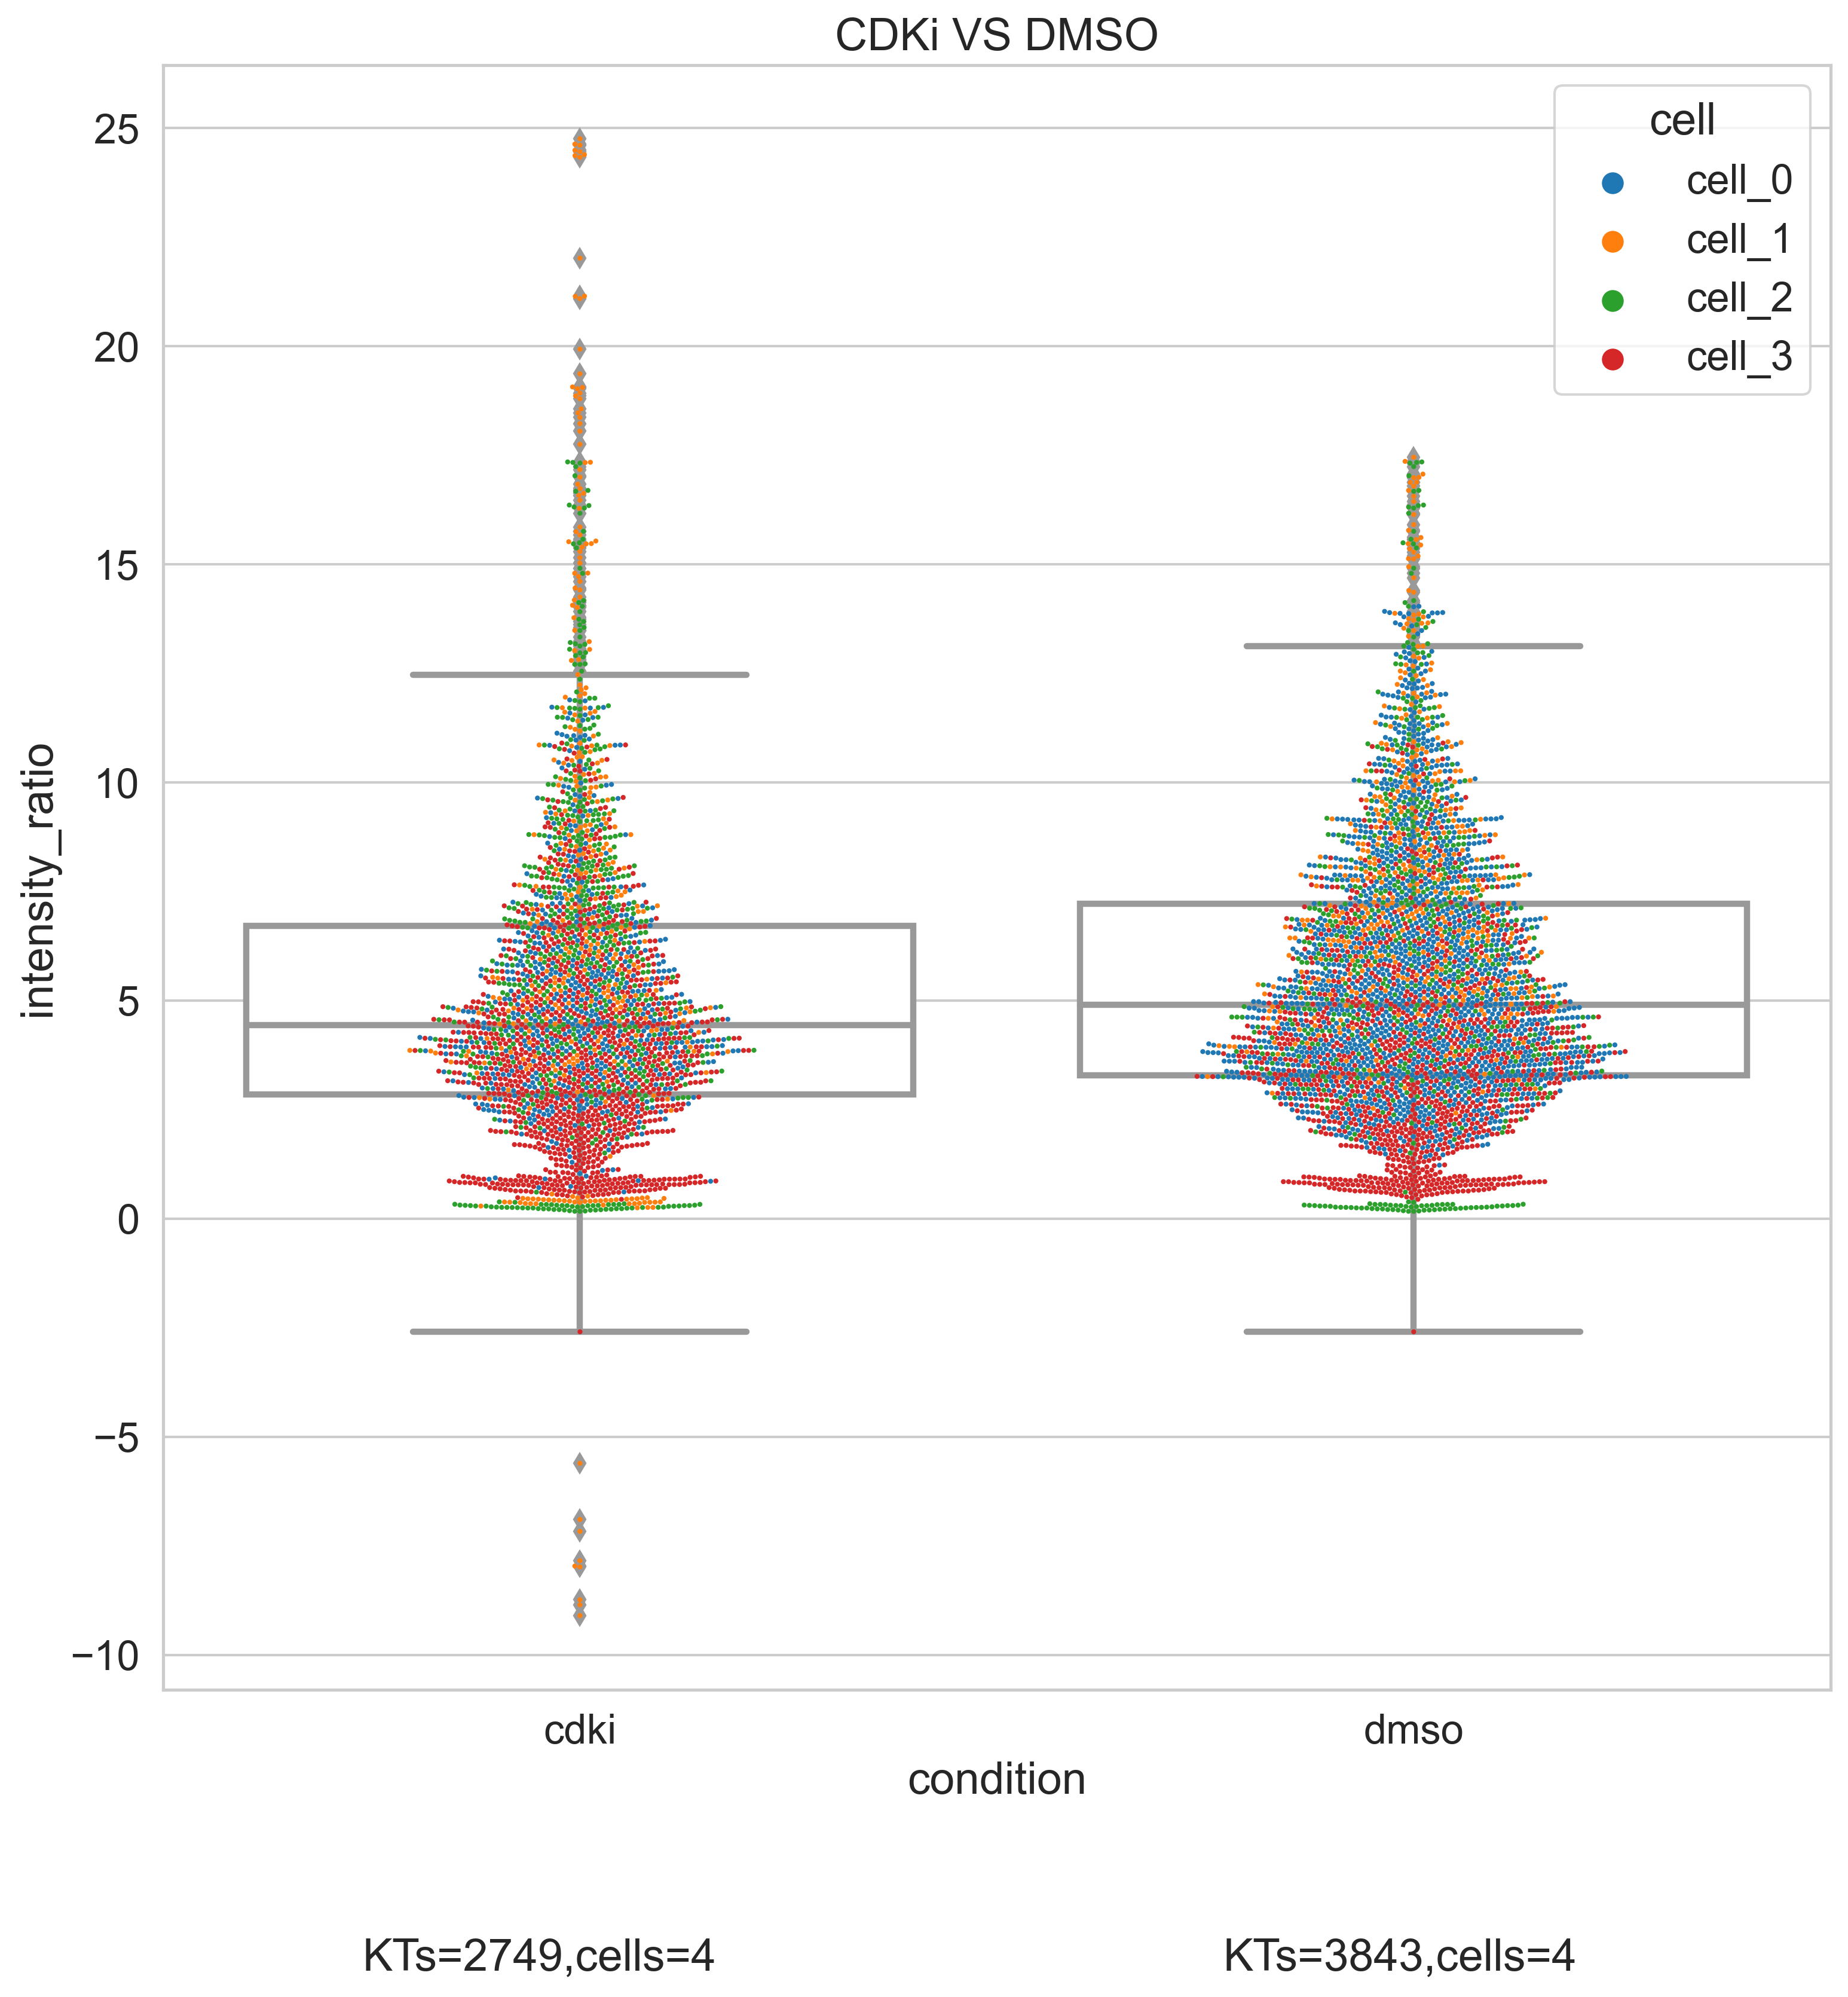 CDKi VS DMSO
cell
cell_0
cell_1
cell_2
cell_3
intensity_ratio
25
20
15
10
5
0
−5
−10
cdki
dmso
condition
KTs=2749,cells=4
KTs=3843,cells=4